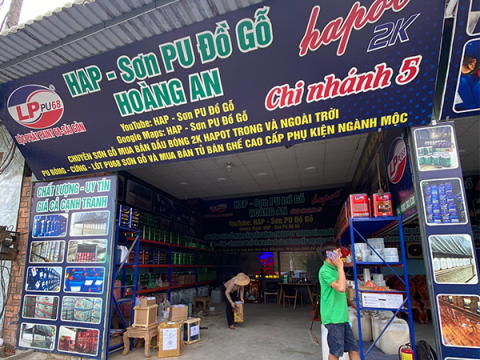 HAP - Sơn PU Đồ Gỗ
HOÀNG AN
hapot
2K
LP PU68
YouTube: HAP - Sơn PU Đồ Gỗ
Google Maps: HAP - Sơn PU Đồ Gỗ
Chi nhánh 5
CHUYÊN SƠN GỖ MUA BÁN DẦU BÓNG 2K HAPOT TRONG VÀ NGOÀI TRỜI
PU BÓNG - CỨNG - LÓT PU68 SƠN GỖ VÀ MUA BÁN TỦ BÀN GHẾ CAO CẤP PHỤ KIỆN NGÀNH MỘC
CHẤT LƯỢNG - UY TÍN
GIÁ CẢ CẠNH TRANH
HAP - Sơn PU Đồ Gỗ
HOÀNG AN
LP